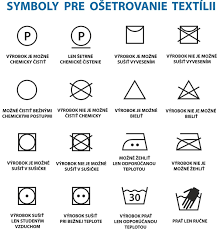 SYMBOLY PRE OŠETROVANIE TEXTÍLII
P
P
VÝROBOK JE MOŽNÉ
CHEMICKY ČISTIŤ
LEN ŠETRNÉ
CHEMICKÉ ČISTENIE
VÝROBOK JE MOŽNÉ
SUŠIŤ VYVESENÍM
VÝROBOK NIE JE MOŽNÉ
SUŠIŤ VYVESENÍM
MOŽNÉ ČISTIŤ BEŽNÝMI
CHEMICKÝMI POSTUPMI
VÝROBOK NIE JE MOŽNÉ
CHEMICKY ČISTIŤ
VÝROBOK JE MOŽNÉ
BIELIŤ
VÝROBOK NIE JE MOŽNÉ
BIELIŤ
VÝROBOK JE MOŽNÉ
SUŠIŤ V SUŠIČKE
VÝROBOK NIE JE MOŽNÉ
SUŠIŤ V SUŠIČKE
MOŽNÉ ŽEHLIŤ
LEN ODPORÚČANOU
TEPLOTOU
VÝROBOK NIE JE MOŽNÉ
ŽEHLIŤ
30
VÝROBOK SUŠIŤ
LEN STUDENÝM
VZDUCHOM
VÝROBOK SUŠIŤ
PRI BEŽNEJ TEPLOTE
VÝROBOK PRAŤ
LEN ODPORÚČANOU
TEPLOTOU
PRAŤ LEN RUČNE